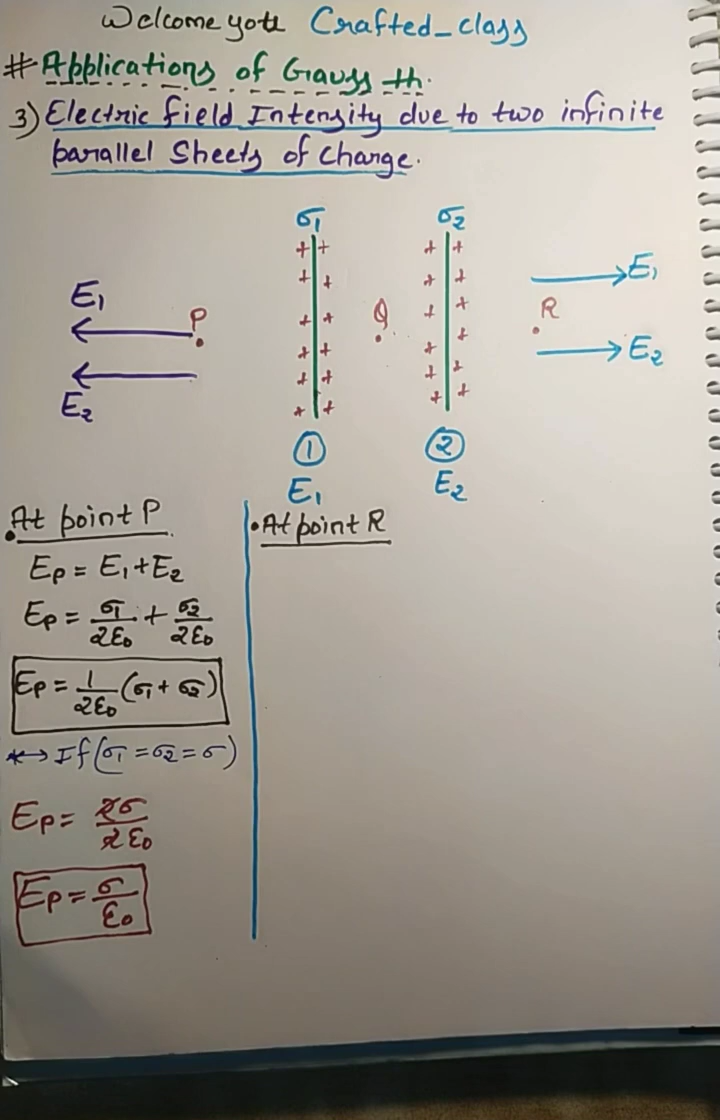 Welcome you Crafted_class
# Applications of Gauss th.
3) Electric field Intensity due to two infinite
parallel Sheets of charge.
σ1 σ2
E1 P Q R E1
E2 E2
① ②
E1 E2
•At point P
Ep = E1 + E2
Ep = σ1/2ε0 + σ2/2ε0
Ep = 1/2ε0 (σ1 + σ2)
*→ If (σ1 = σ2 = σ)
Ep = 2σ/2ε0
Ep = σ/ε0
•At point R